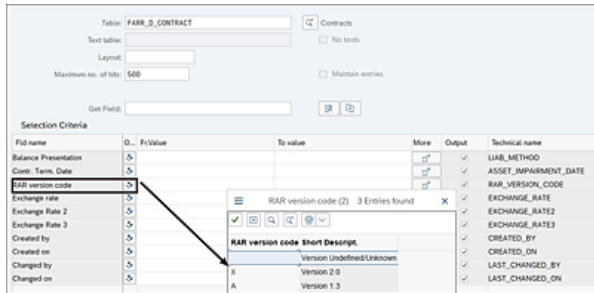 Table: FARR_D_CONTRACT Contracts
Text table: No texts
Layout:
Maximum no. of hits: 500 Maintain entries
Get Field:
Selection Criteria
Fld name O... Fr.Value To value More Output Technical name
Balance Presentation LIAB_METHOD
Contr. Term. Date ASSET_IMPAIRMENT_DATE
RAR version code RAR_VERSION_CODE
Exchange rate EXCHANGE_RATE
Exchange Rate 2 EXCHANGE_RATE2
Exchange Rate 3 EXCHANGE_RATE3
Created by CREATED_BY
Created on CREATED_ON
Changed by LAST_CHANGED_BY
Changed on LAST_CHANGED_ON
RAR version code (2) 3 Entries found
RAR version code Short Descript.
Version Undefined/Unknown
X Version 2.0
A Version 1.3